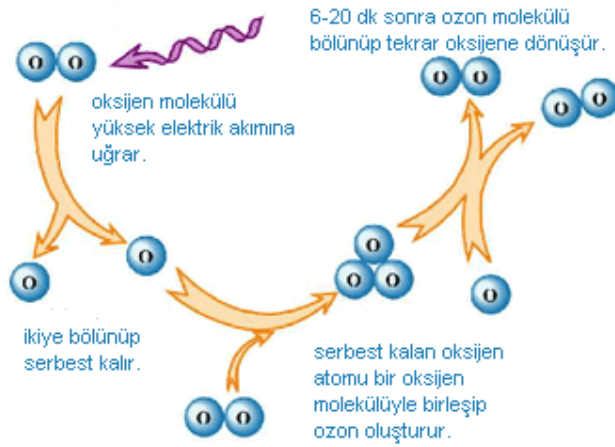 6-20 dk sonra ozon molekülü
bölünüp tekrar oksijene dönüşür.
O O
O O
O O
oksijen molekülü
yüksek elektrik akımına
uğrar.
O
O
O
O O
O
ikiye bölünüp
serbest kalır.
serbest kalan oksijen
atomu bir oksijen
molekülüyle birleşip
ozon oluşturur.
O O